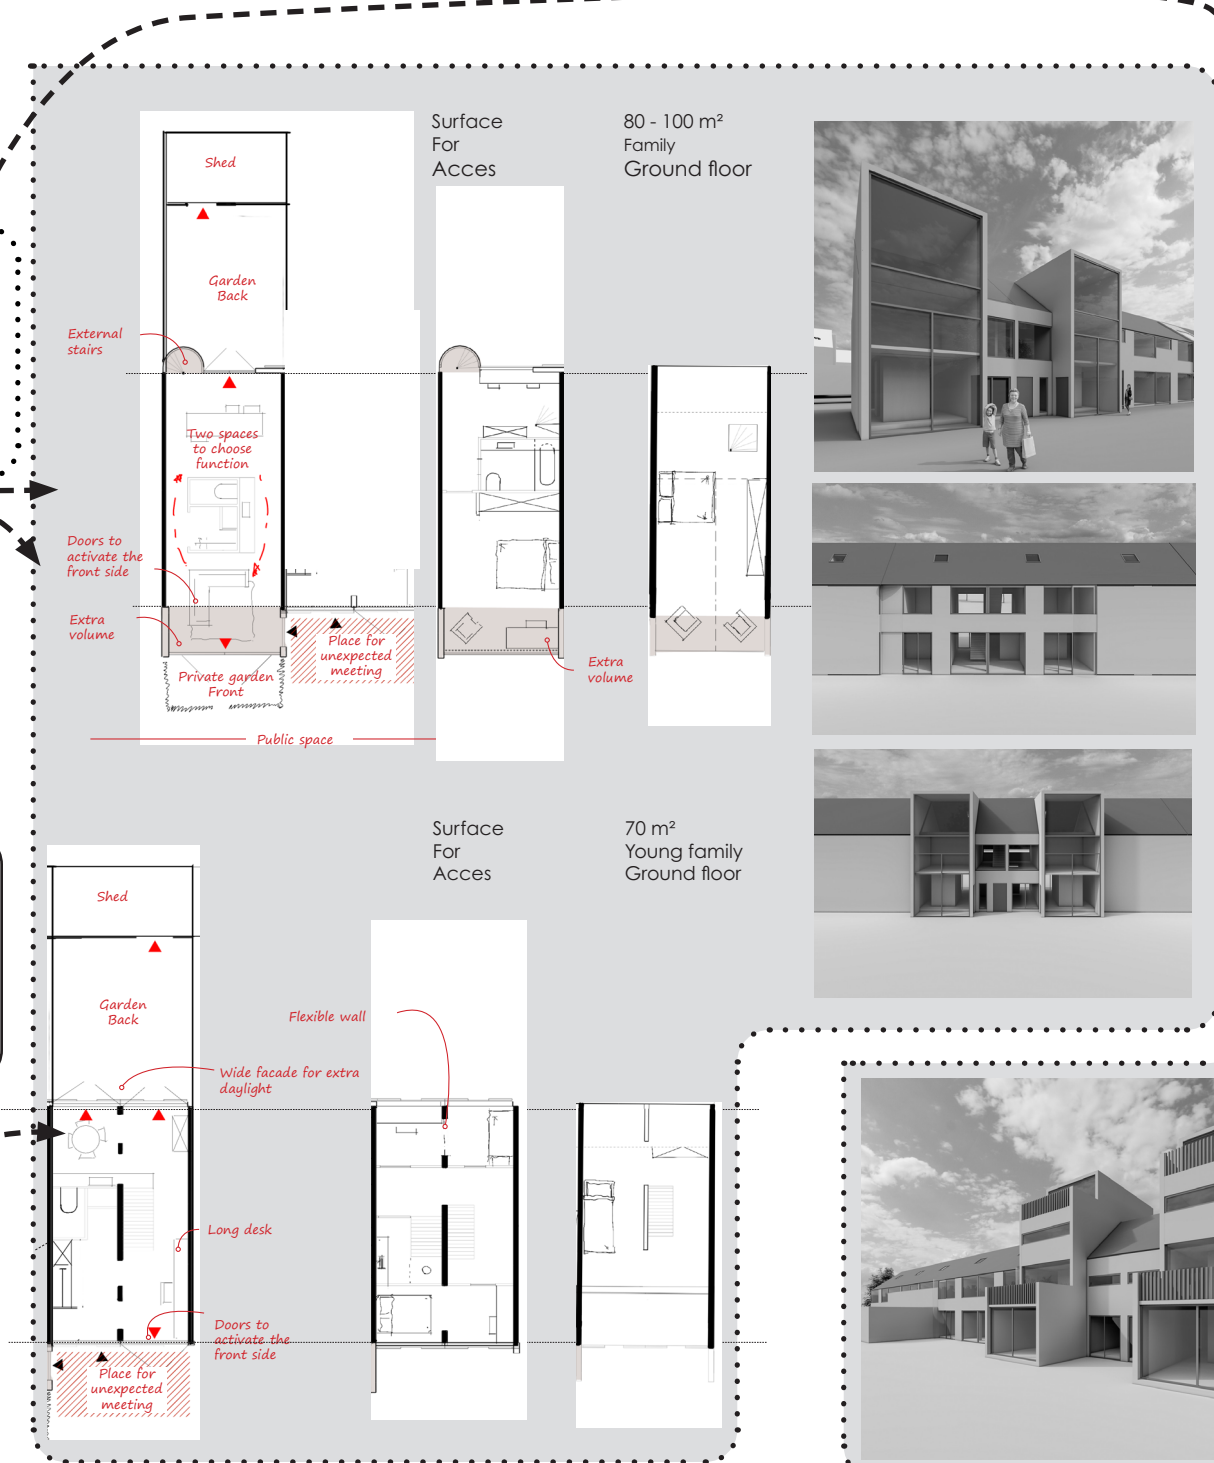 Surface
For
Acces
80 - 100 m²
Family
Ground floor
Shed
Garden
Back
External
stairs
Two spaces
to choose
function
Doors to
activate the
front side
Extra
volume
Place for
unexpected
meeting
Private garden
Front
Extra
volume
Public space
Surface
For
Acces
70 m²
Young family
Ground floor
Shed
Garden
Back
Flexible wall
Wide facade for extra
daylight
Long desk
Doors to
activate the
front side
Place for
unexpected
meeting